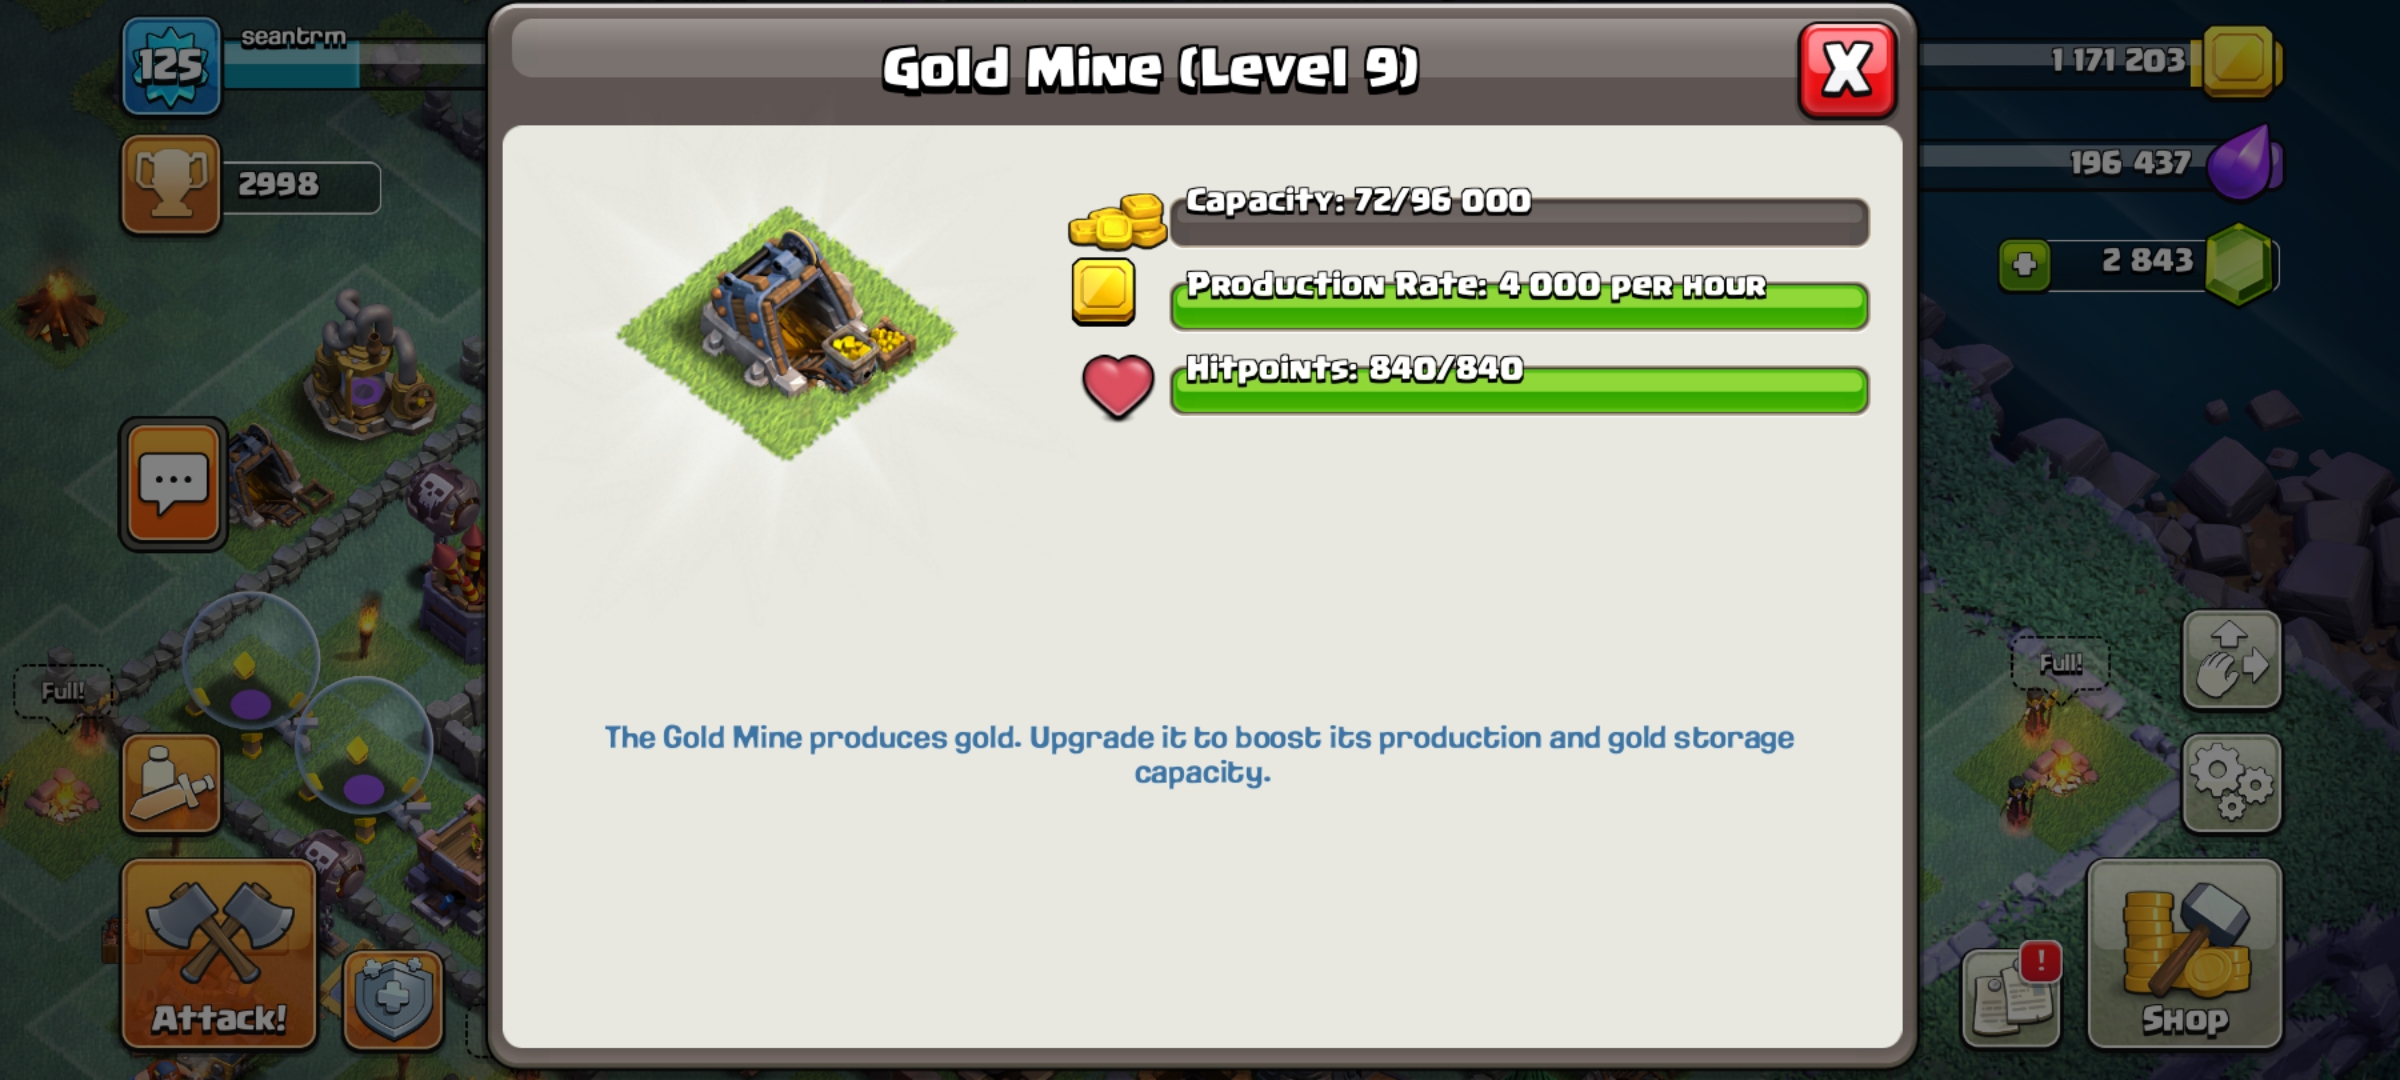 125
seantrm
2998
Gold Mine (Level 9)
X
1 171 203
196 437
2 843
Capacity: 72/96 000
Production Rate: 4 000 per hour
Hitpoints: 840/840
Full!
Full!
The Gold Mine produces gold. Upgrade it to boost its production and gold storage
capacity.
Attack!
!
Shop